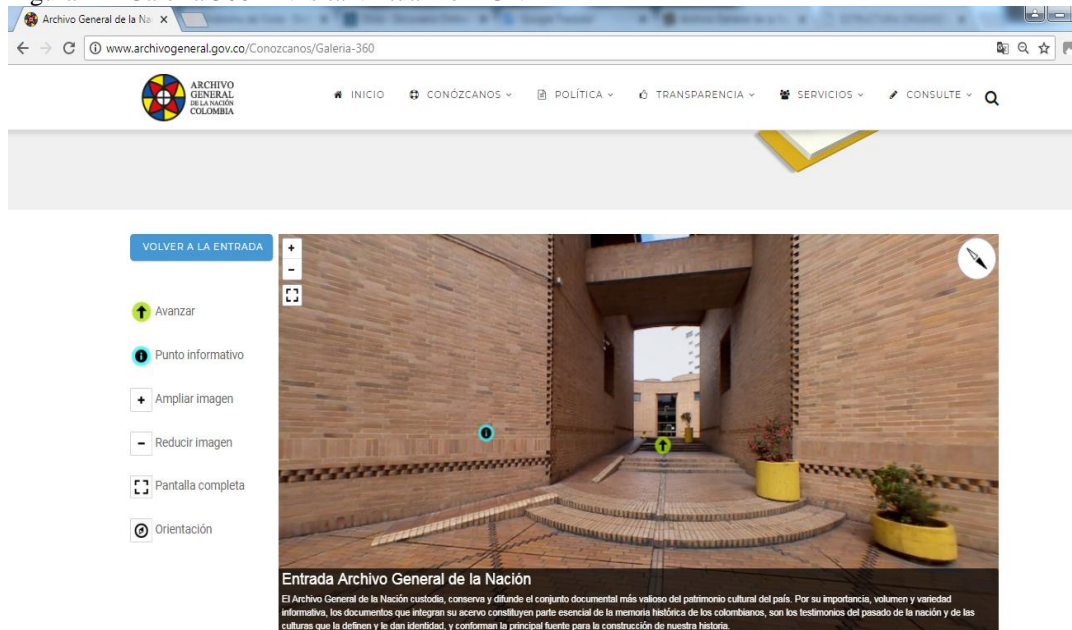 Archivo General de la Na
www.archivogeneral.gov.co/Conozcanos/Galeria-360
ARCHIVO
GENERAL
DE LA NACIÓN
COLOMBIA
INICIO CONÓZCANOS POLÍTICA TRANSPARENCIA SERVICIOS CONSULTE
VOLVER A LA ENTRADA
+
-
Avanzar
Punto informativo
+ Ampliar imagen
- Reducir imagen
Pantalla completa
Orientación
Entrada Archivo General de la Nación
El Archivo General de la Nación custodia, conserva y difunde el conjunto documental más valioso del patrimonio cultural del país. Por su importancia, volumen y variedad
informativa, los documentos que integran su acervo constituyen parte esencial de la memoria histórica de los colombianos, son los testimonios del pasado de la nación y de las
culturas que la definen y le dan identidad, y conforman la principal fuente para la construcción de nuestra historia.